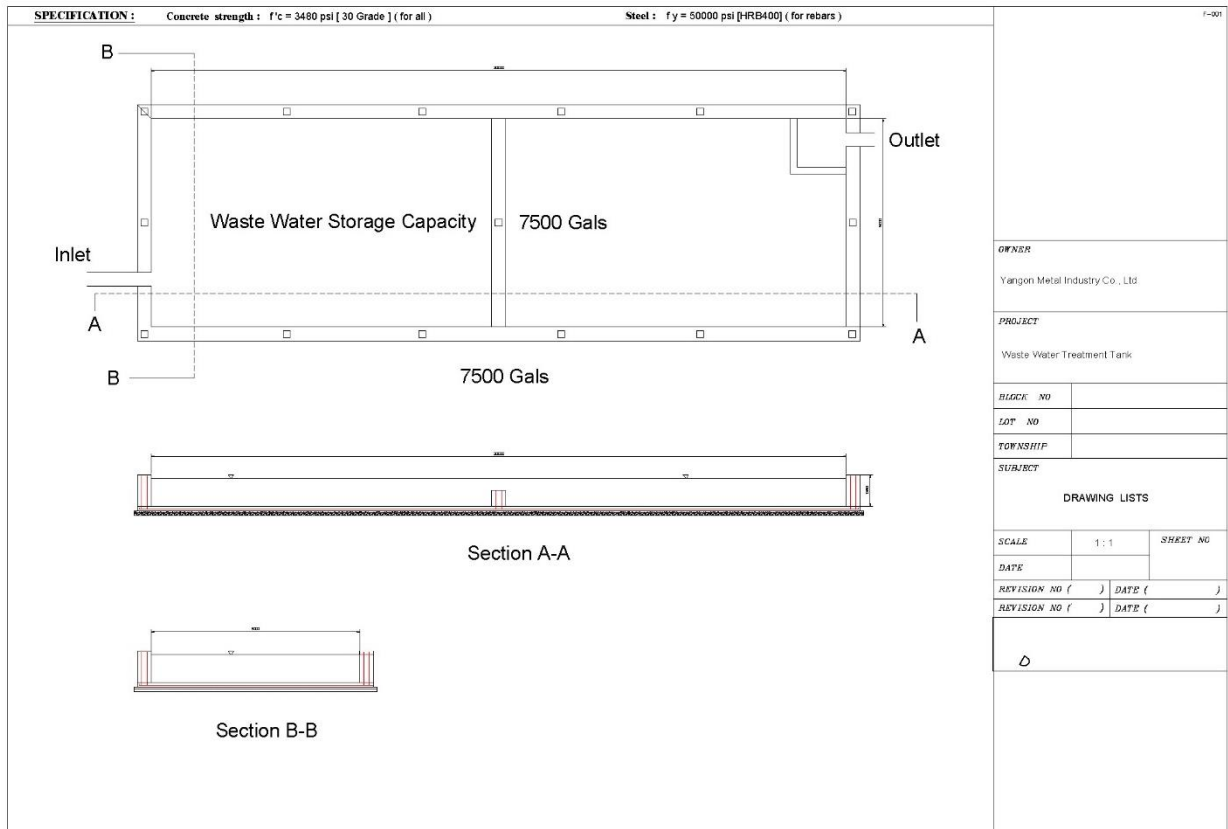 SPECIFICATION : Concrete strength : f'c = 3480 psi [ 30 Grade ] ( for all ) Steel : f y = 50000 psi [HRB400] ( for rebars )
F-001
B
Outlet
Waste Water Storage Capacity 7500 Gals
Inlet
A
A
B
7500 Gals
Section A-A
Section B-B
OWNER
Yangon Metal Industry Co., Ltd
PROJECT
Waste Water Treatment Tank
BLOCK NO
LOT NO
TOWNSHIP
SUBJECT
DRAWING LISTS
SCALE 1 : 1 SHEET NO
DATE
REVISION NO ( ) DATE ( )
REVISION NO ( ) DATE ( )
D